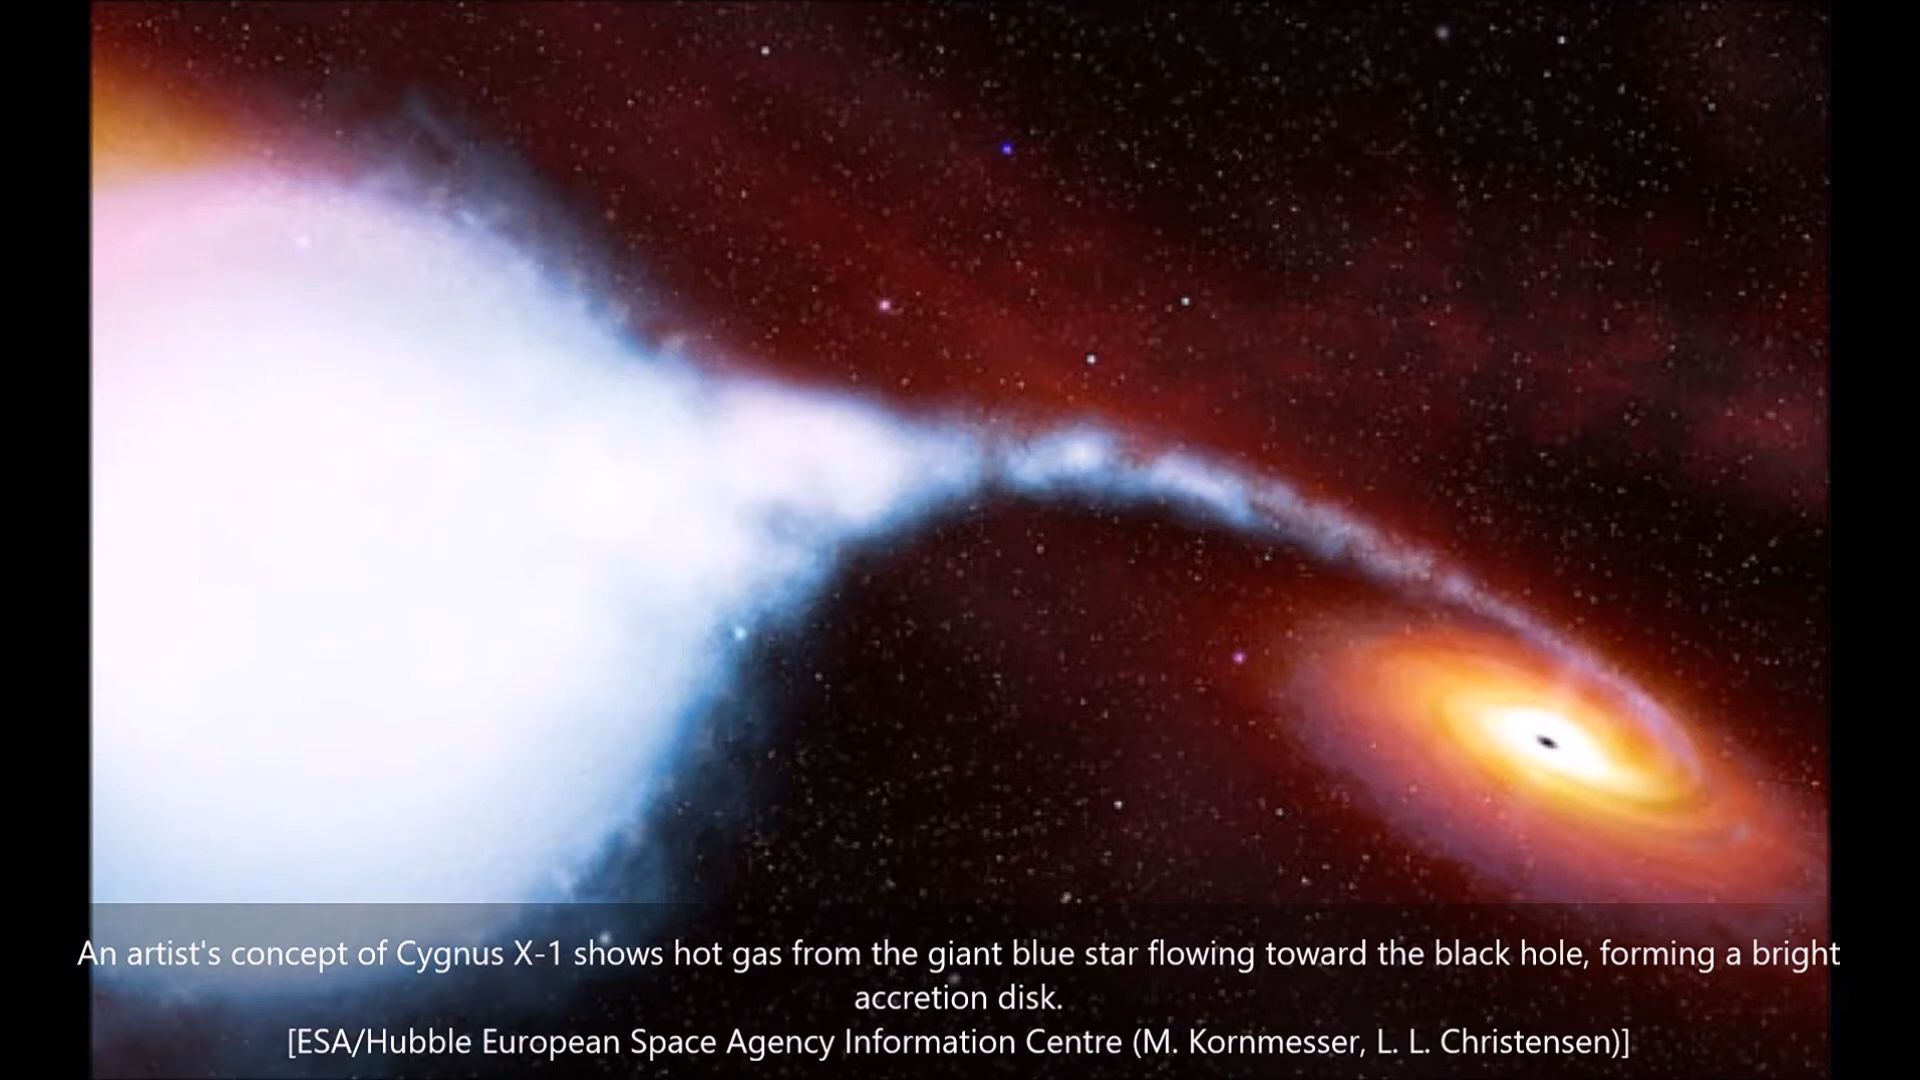 An artist's concept of Cygnus X-1 shows hot gas from the giant blue star flowing toward the black hole, forming a bright
accretion disk.
[ESA/Hubble European Space Agency Information Centre (M. Kornmesser, L. L. Christensen)]